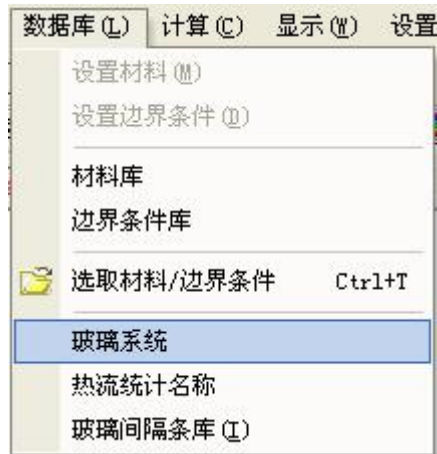 数据库(L) 计算(C) 显示(W) 设置
设置材料(M)
设置边界条件(D)
材料库
边界条件库
选取材料/边界条件 Ctrl+T
玻璃系统
热流统计名称
玻璃间隔条库(I)